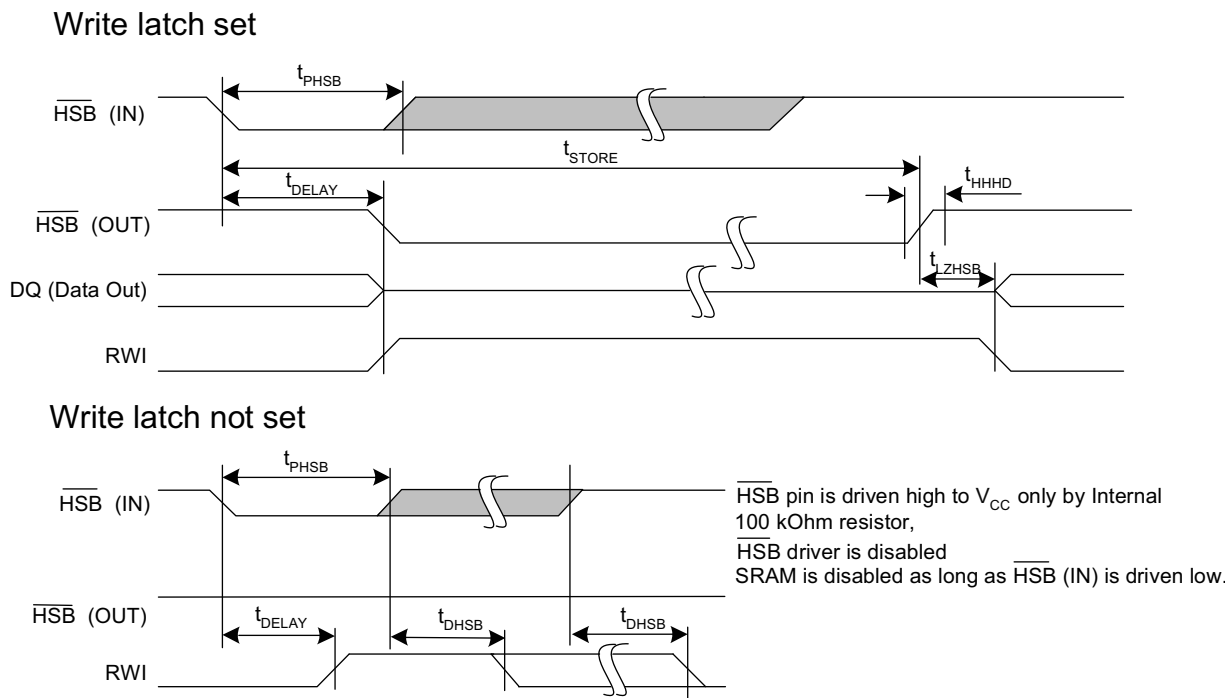 Write latch set
tPHSB
HSB (IN)
tSTORE
tHHHD
tDELAY
HSB (OUT)
tLZHSB
DQ (Data Out)
RWI
Write latch not set
tPHSB
HSB (IN)
HSB pin is driven high to VCC only by Internal
100 kOhm resistor,
HSB driver is disabled
SRAM is disabled as long as HSB (IN) is driven low.
HSB (OUT)
tDELAY
tDHSB
tDHSB
RWI